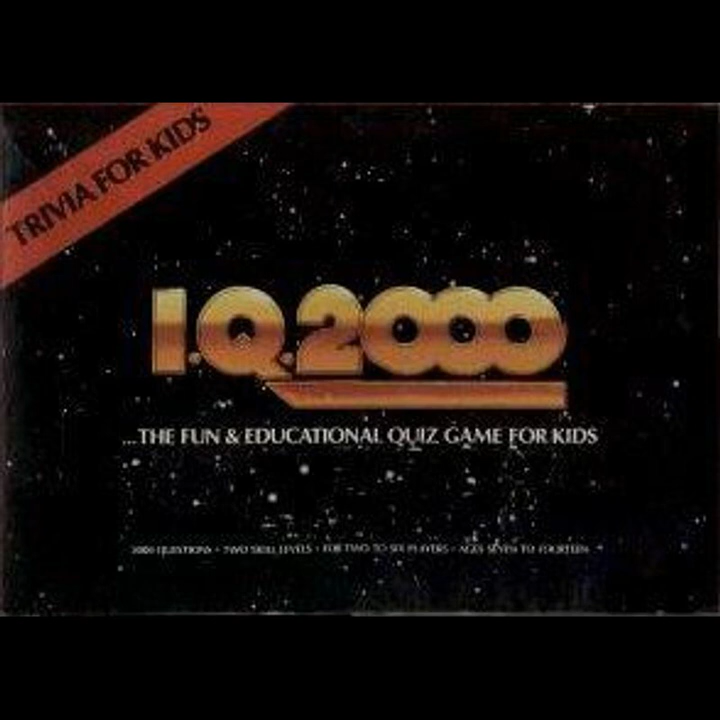 TRIVIA FOR KIDS
I.Q.2000
...THE FUN & EDUCATIONAL QUIZ GAME FOR KIDS
QUESTIONS • TWO SKILL LEVELS • FOR TWO TO SIX PLAYERS • AGES SEVEN TO FOURTEEN